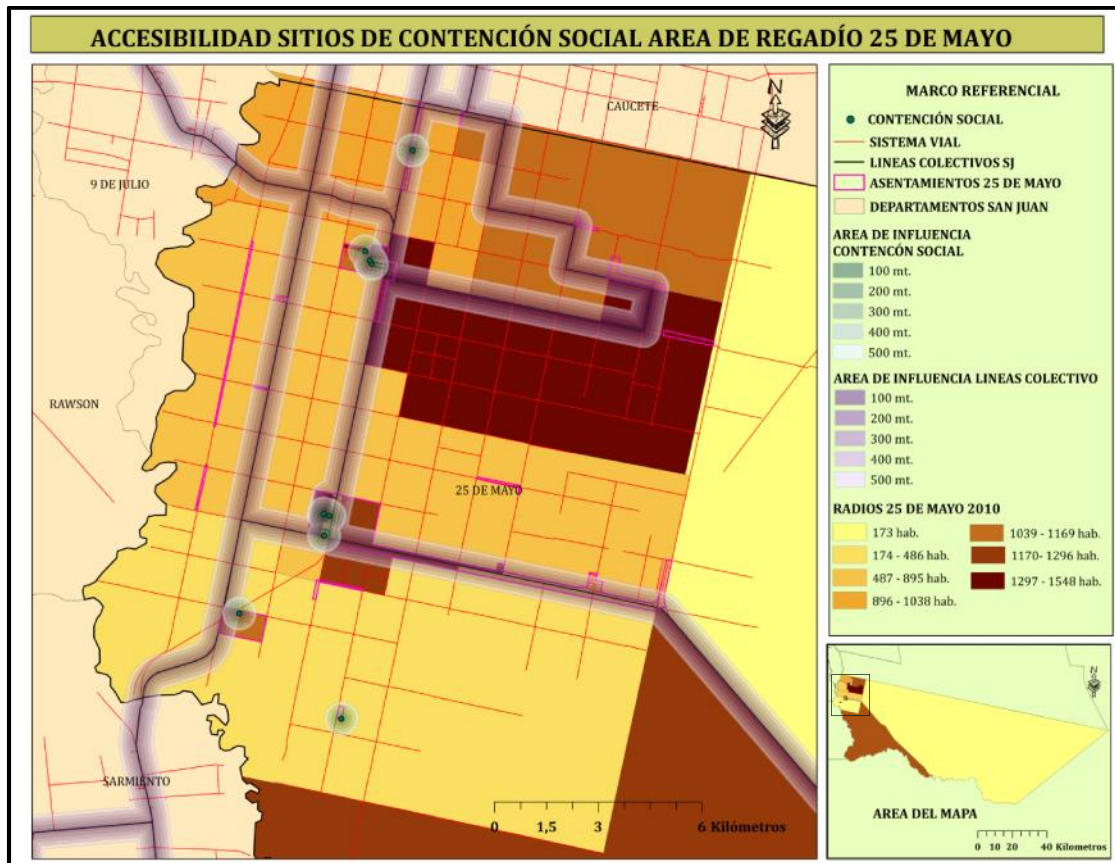 ACCESIBILIDAD SITIOS DE CONTENCIÓN SOCIAL AREA DE REGADÍO 25 DE MAYO
CAUCETE
N
9 DE JULIO
RAWSON
25 DE MAYO
SARMIENTO
0 1,5 3 6 Kilómetros
MARCO REFERENCIAL
CONTENCIÓN SOCIAL
SISTEMA VIAL
LINEAS COLECTIVOS SJ
ASENTAMIENTOS 25 DE MAYO
DEPARTAMENTOS SAN JUAN
AREA DE INFLUENCIA
CONTENCÓN SOCIAL
100 mt.
200 mt.
300 mt.
400 mt.
500 mt.
AREA DE INFLUENCIA LINEAS COLECTIVO
100 mt.
200 mt.
300 mt.
400 mt.
500 mt.
RADIOS 25 DE MAYO 2010
173 hab.
174 - 486 hab.
487 - 895 hab.
896 - 1038 hab.
1039 - 1169 hab.
1170- 1296 hab.
1297 - 1548 hab.
N
AREA DEL MAPA
0 10 20 40 Kilómetros